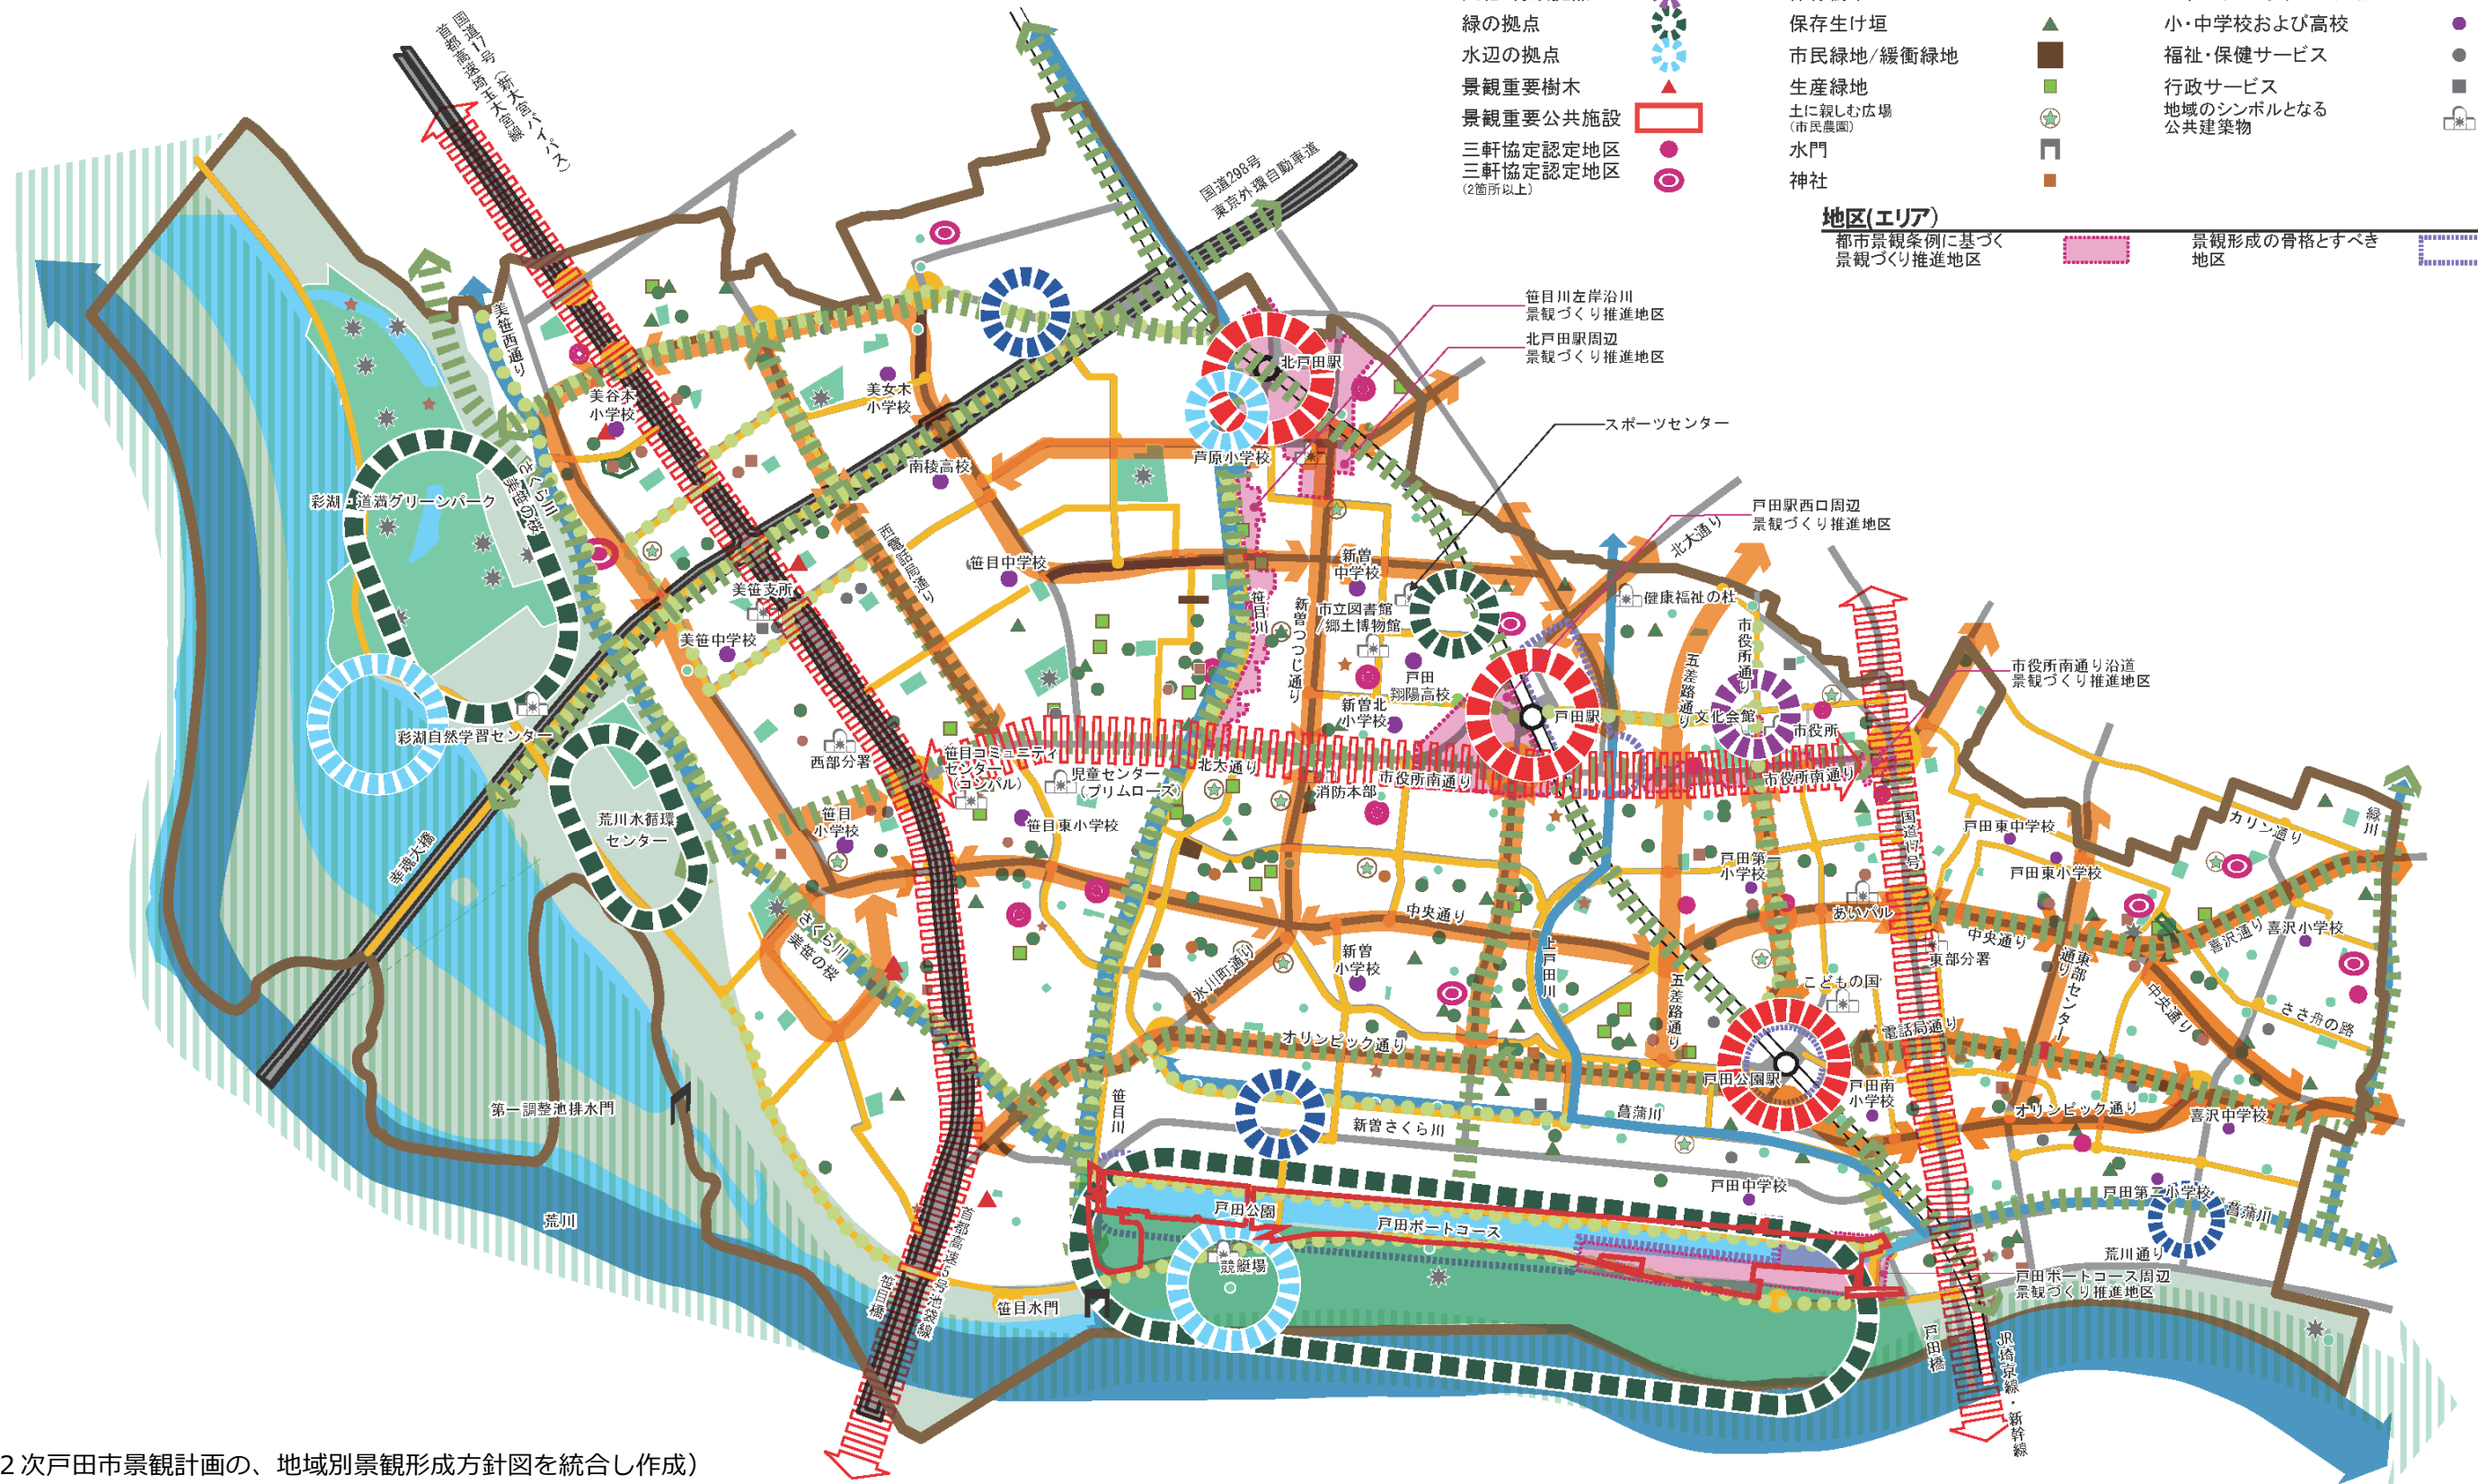 緑の拠点
水辺の拠点
景観重要樹木
景観重要公共施設
三軒協定認定地区
三軒協定認定地区
(2箇所以上)
保存生け垣
市民緑地/緩衝緑地
生産緑地
土に親しむ広場
(市民農園)
水門
神社
小・中学校および高校
福祉・保健サービス
行政サービス
地域のシンボルとなる
公共建築物
地区(エリア)
都市景観条例に基づく
景観づくり推進地区
景観形成の骨格とすべき
地区
国道17号(新大宮バイパス)
首都高速埼玉大宮線
国道298号
東京外環自動車道
笹目川左岸沿川
景観づくり推進地区
北戸田駅周辺
景観づくり推進地区
スポーツセンター
戸田駅西口周辺
景観づくり推進地区
市役所南通り沿道
景観づくり推進地区
美笹西通り
美谷本
小学校
美女木
小学校
北戸田駅
芦原小学校
南稜高校
彩湖・道満グリーンパーク
さくら川
美笹の桜
西電話局通り
笹目中学校
新曽
中学校
美笹支所
美笹中学校
笹目川
新曽つつじ通り
市立図書館
/郷土博物館
戸田
翔陽高校
新曽北
小学校
北大通り
健康福祉の杜
市役所通り
五差路通り
戸田駅
文化会館
市役所
彩湖自然学習センター
西部分署
笹目コミュニティ
センター
(コンパル)
児童センター
(プリムローズ)
北大通り
市役所南通り
消防本部
市役所南通り
荒川水循環
センター
笹目
小学校
笹目東小学校
幸魂大橋
国道17号
戸田東中学校
戸田東小学校
カリン通り
緑川
戸田第一
小学校
あいパル
中央通り
中央通り
東部分署
東部センター通り
中央通り
喜沢通り
喜沢小学校
ささ舟の路
さくら川
美笹の桜
氷川町通り
新曽
小学校
上戸田川
五差路通り
こどもの国
電話局通り
オリンピック通り
戸田公園駅
戸田南
小学校
オリンピック通り
喜沢中学校
第一調整池排水門
笹目川
新曽さくら川
菖蒲川
戸田中学校
戸田第二小学校
菖蒲川
荒川
戸田公園
戸田ボートコース
競艇場
荒川通り
戸田ボートコース周辺
景観づくり推進地区
首都高速5号池袋線
笹目橋
笹目水門
戸田橋
JR埼京線・新幹線
2次戸田市景観計画の、地域別景観形成方針図を統合し作成)